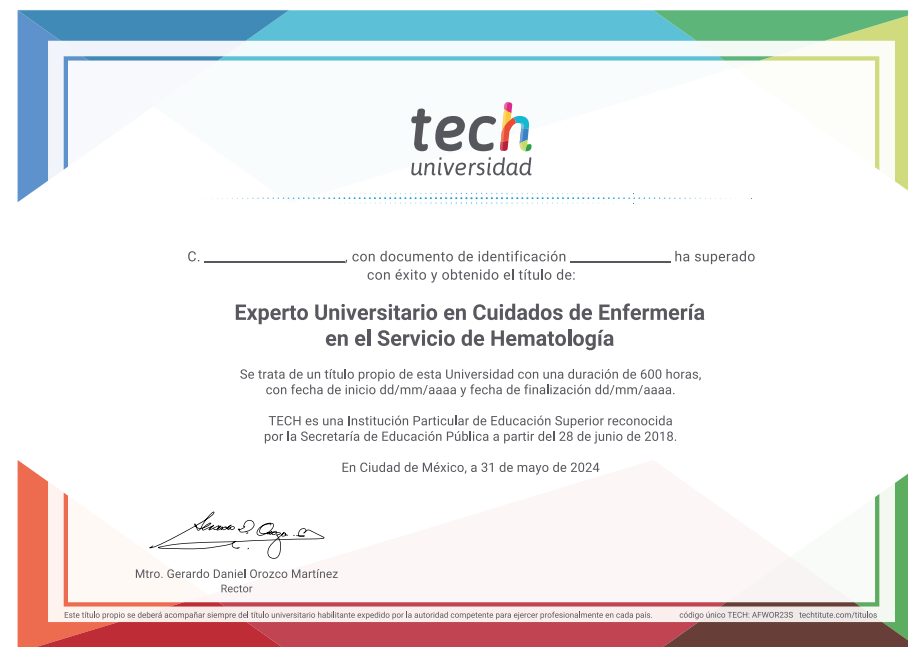 tech
universidad
C. ____________, con documento de identificación ____________ ha superado
con éxito y obtenido el título de:
Experto Universitario en Cuidados de Enfermería
en el Servicio de Hematología
Se trata de un título propio de esta Universidad con una duración de 600 horas,
con fecha de inicio dd/mm/aaaa y fecha de finalización dd/mm/aaaa.
TECH es una Institución Particular de Educación Superior reconocida
por la Secretaría de Educación Pública a partir del 28 de junio de 2018.
En Ciudad de México, a 31 de mayo de 2024
Mtro. Gerardo Daniel Orozco Martínez
Rector
Este título propio se deberá acompañar siempre del título universitario habilitante expedido por la autoridad competente para ejercer profesionalmente en cada país. código único TECH: AFWOR23S techtitute.com/titulos